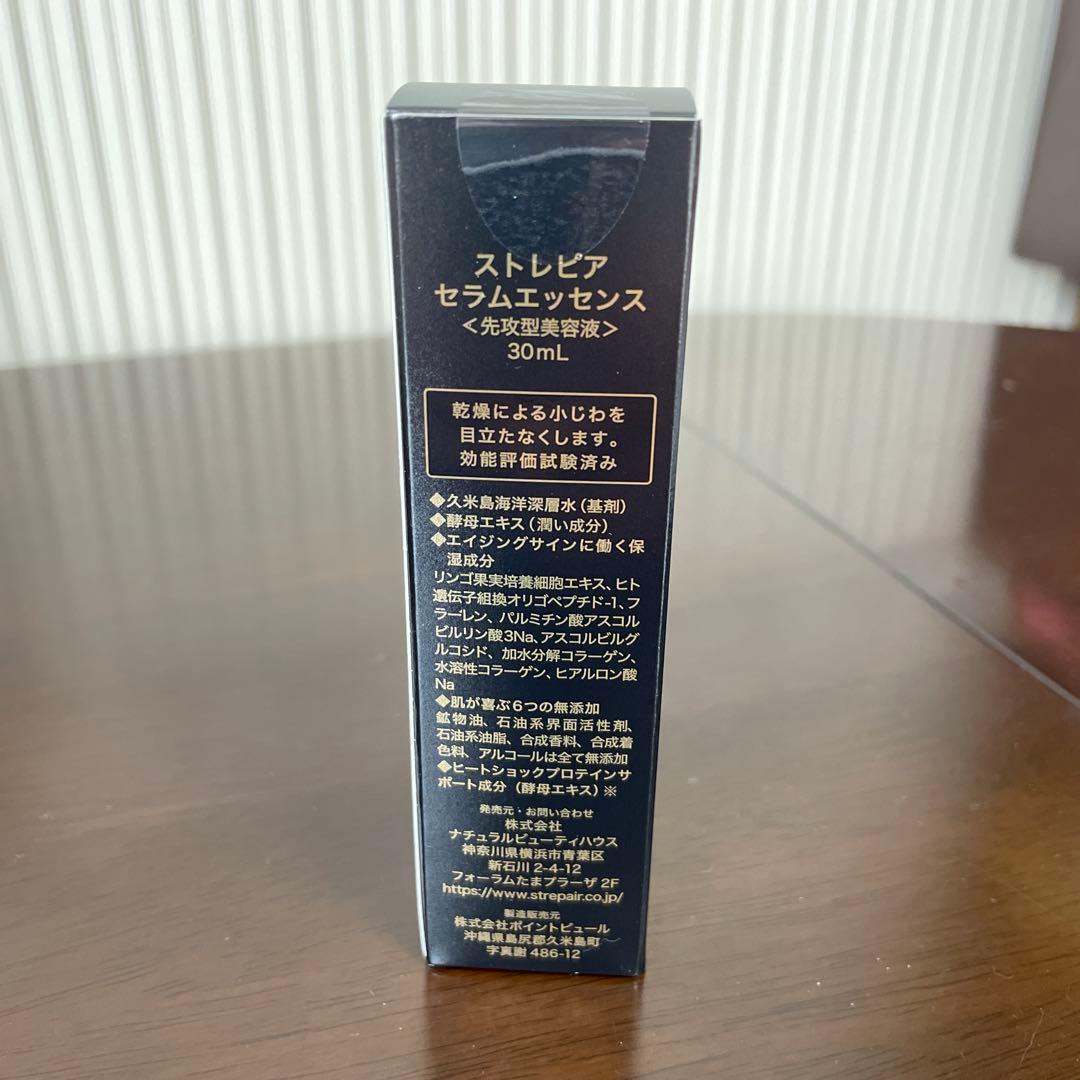 ストレピア
セラムエッセンス
＜先攻型美容液＞
30mL
乾燥による小じわを
目立たなくします。
効能評価試験済み
◆久米島海洋深層水（基剤）
◆酵母エキス（潤い成分）
◆エイジングサインに働く保
湿成分
リンゴ果実培養細胞エキス、ヒト
遺伝子組換オリゴペプチド-1、フ
ラーレン、パルミチン酸アスコル
ビルリン酸3Na、アスコルビルグ
ルコシド、加水分解コラーゲン、
水溶性コラーゲン、ヒアルロン酸
Na
◆肌が喜ぶ6つの無添加
鉱物油、石油系界面活性剤、
石油系油脂、合成香料、合成着
色料、アルコールは全て無添加
◆ヒートショックプロテインサ
ポート成分（酵母エキス）※
発売元・お問い合わせ
株式会社
ナチュラルビューティハウス
神奈川県横浜市青葉区
新石川 2-4-12
フォーラムたまプラーザ 2F
https://www.strepair.co.jp/
製造販売元
株式会社ポイントピュール
沖縄県島尻郡久米島町
字真謝 486-12